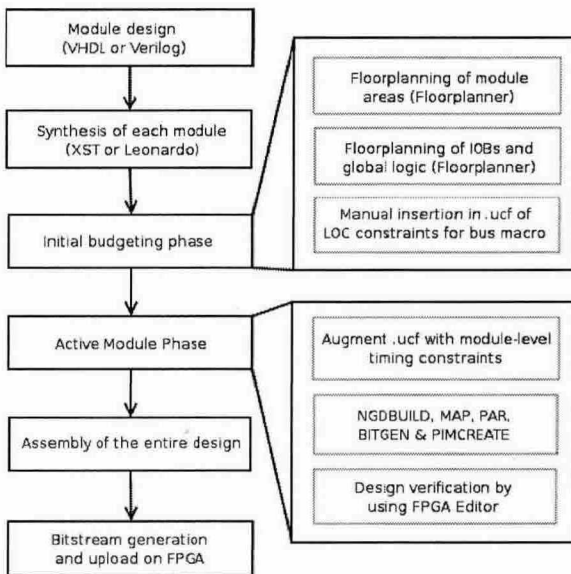 Module design
(VHDL or Verilog)
Synthesis of each module
(XST or Leonardo)
Initial budgeting phase
Active Module Phase
Assembly of the entire design
Bitstream generation
and upload on FPGA
Floorplanning of module
areas (Floorplanner)
Floorplanning of IOBs and
global logic (Floorplanner)
Manual insertion in .ucf of
LOC constraints for bus macro
Augment .ucf with module-level
timing constraints
NGDBUILD, MAP, PAR,
BITGEN & PIMCREATE
Design verification by
using FPGA Editor